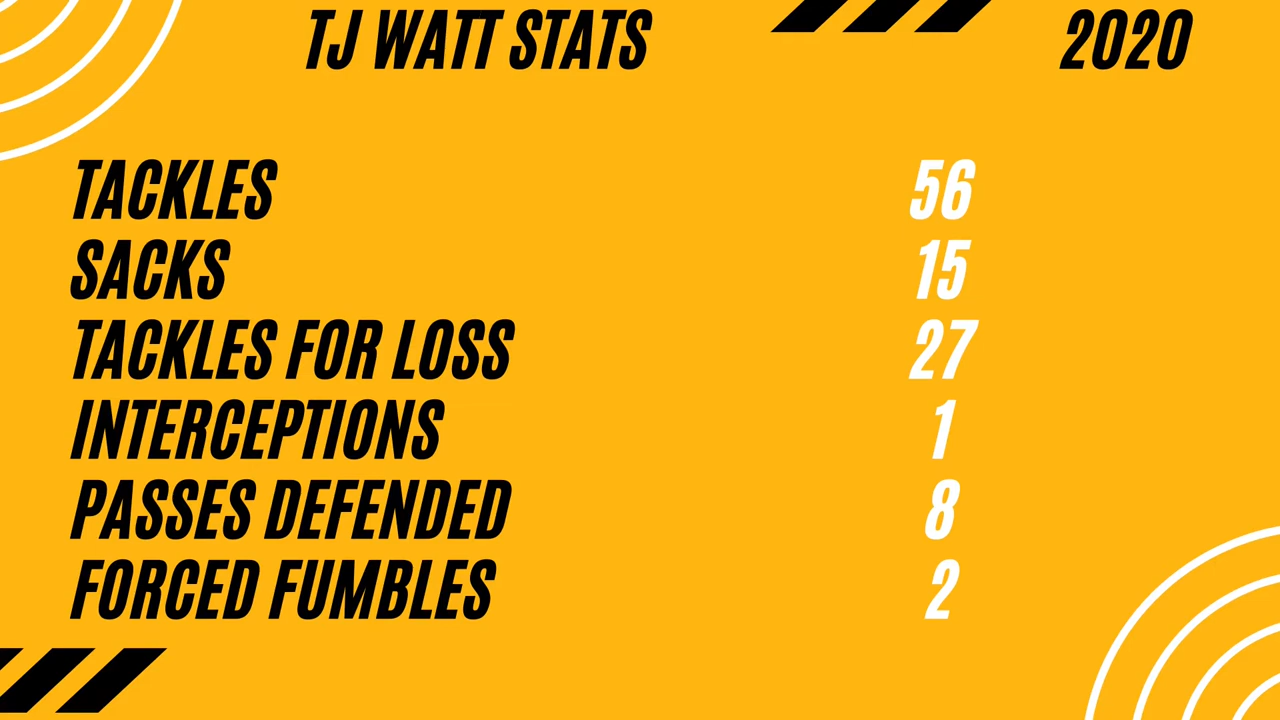 TJ WATT STATS 2020
TACKLES 56
SACKS 15
TACKLES FOR LOSS 27
INTERCEPTIONS 1
PASSES DEFENDED 8
FORCED FUMBLES 2